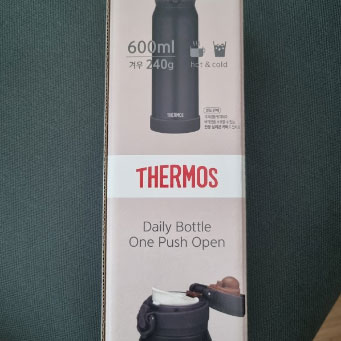 600ml
겨우 240g
hot & cold
THERMOS
THERMOS
Daily Bottle
One Push Open